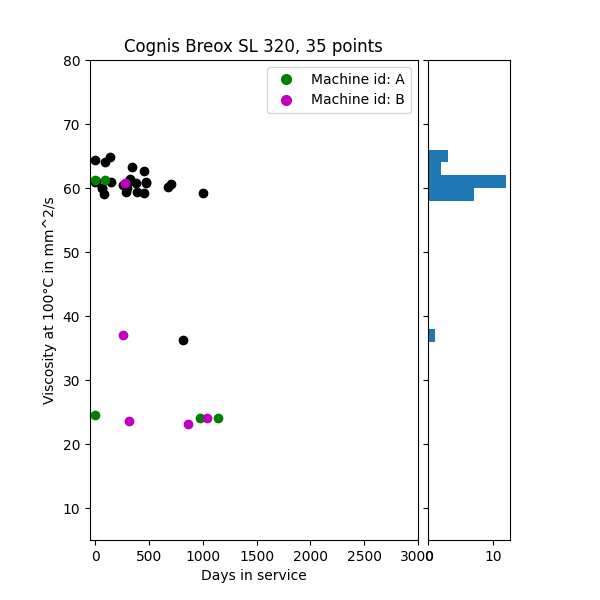 Cognis Breox SL 320, 35 points
Machine id: A
Machine id: B
80
70
60
50
40
30
20
10
Viscosity at 100°C in mm^2/s
0 500 1000 1500 2000 2500 3000
0 10
Days in service